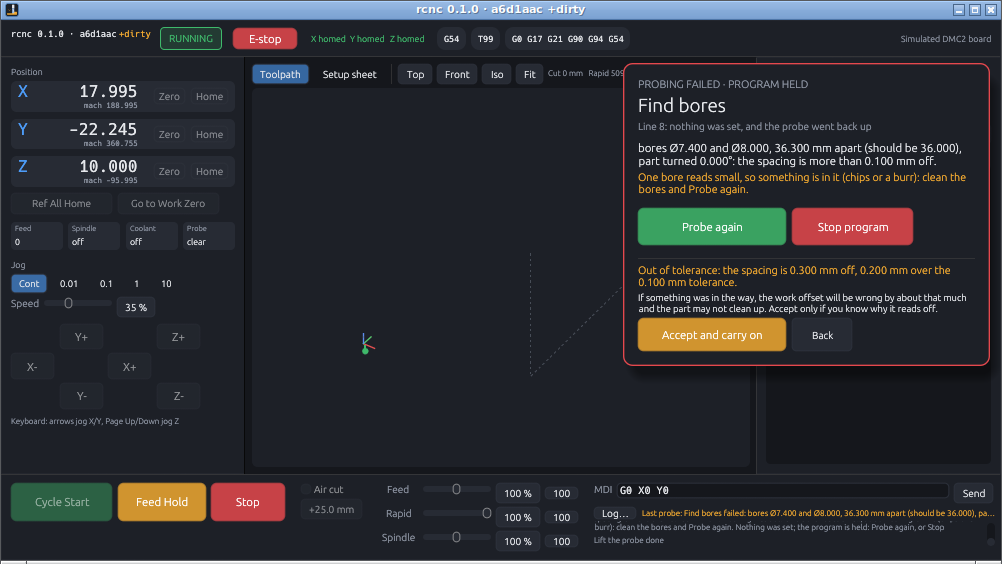 rcnc 0.1.0 · a6d1aac +dirty
rcnc 0.1.0 · a6d1aac +dirty
RUNNING
E-stop
X homed Y homed Z homed
G54
T99
G0 G17 G21 G90 G94 G54
Simulated DMC2 board
Position
X 17.995 Zero Home
mach 188.995
Y -22.245 Zero Home
mach 360.755
Z 10.000 Zero Home
mach -95.995
Ref All Home
Go to Work Zero
Feed
0
Spindle
off
Coolant
off
Probe
clear
Jog
Cont 0.01 0.1 1 10
Speed 35 %
Y+ Z+
X- X+
Y- Z-
Keyboard: arrows jog X/Y, Page Up/Down jog Z
Toolpath
Setup sheet
Top
Front
Iso
Fit
Cut 0 mm Rapid 509
PROBING FAILED · PROGRAM HELD
Find bores
Line 8: nothing was set, and the probe went back up
bores Ø7.400 and Ø8.000, 36.300 mm apart (should be 36.000),
part turned 0.000°: the spacing is more than 0.100 mm off.
One bore reads small, so something is in it (chips or a burr): clean the
bores and Probe again.
Probe again
Stop program
Out of tolerance: the spacing is 0.300 mm off, 0.200 mm over the
0.100 mm tolerance.
If something was in the way, the work offset will be wrong by about that much
and the part may not clean up. Accept only if you know why it reads off.
Accept and carry on
Back
Cycle Start
Feed Hold
Stop
Air cut
+25.0 mm
Feed 100 % 100
Rapid 100 % 100
Spindle 100 % 100
MDI G0 X0 Y0 Send
Log...
Last probe: Find bores failed: bores Ø7.400 and Ø8.000, 36.300 mm apart (should be 36.000), pa...
burr): clean the bores and Probe again. Nothing was set; the program is held: Probe again, or Stop
Lift the probe done